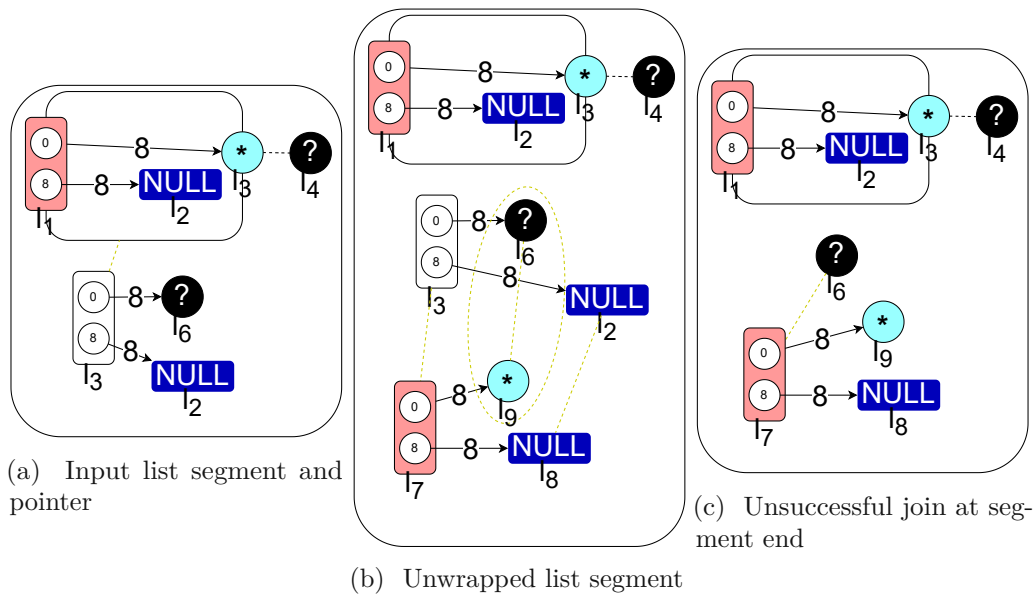 0
8
8
8
NULL
*
?
l1
l2
l3
l4
0
8
8
8
?
l6
l3
NULL
l2
(a) Input list segment and
pointer
0
8
8
8
NULL
*
?
l1
l2
l3
l4
0
8
8
8
?
l6
l3
NULL
l2
0
8
8
8
*
l9
NULL
l7
l8
(b) Unwrapped list segment
0
8
8
8
NULL
*
?
l1
l2
l3
l4
?
l6
0
8
8
8
*
l9
NULL
l7
l8
(c) Unsuccessful join at seg-
ment end